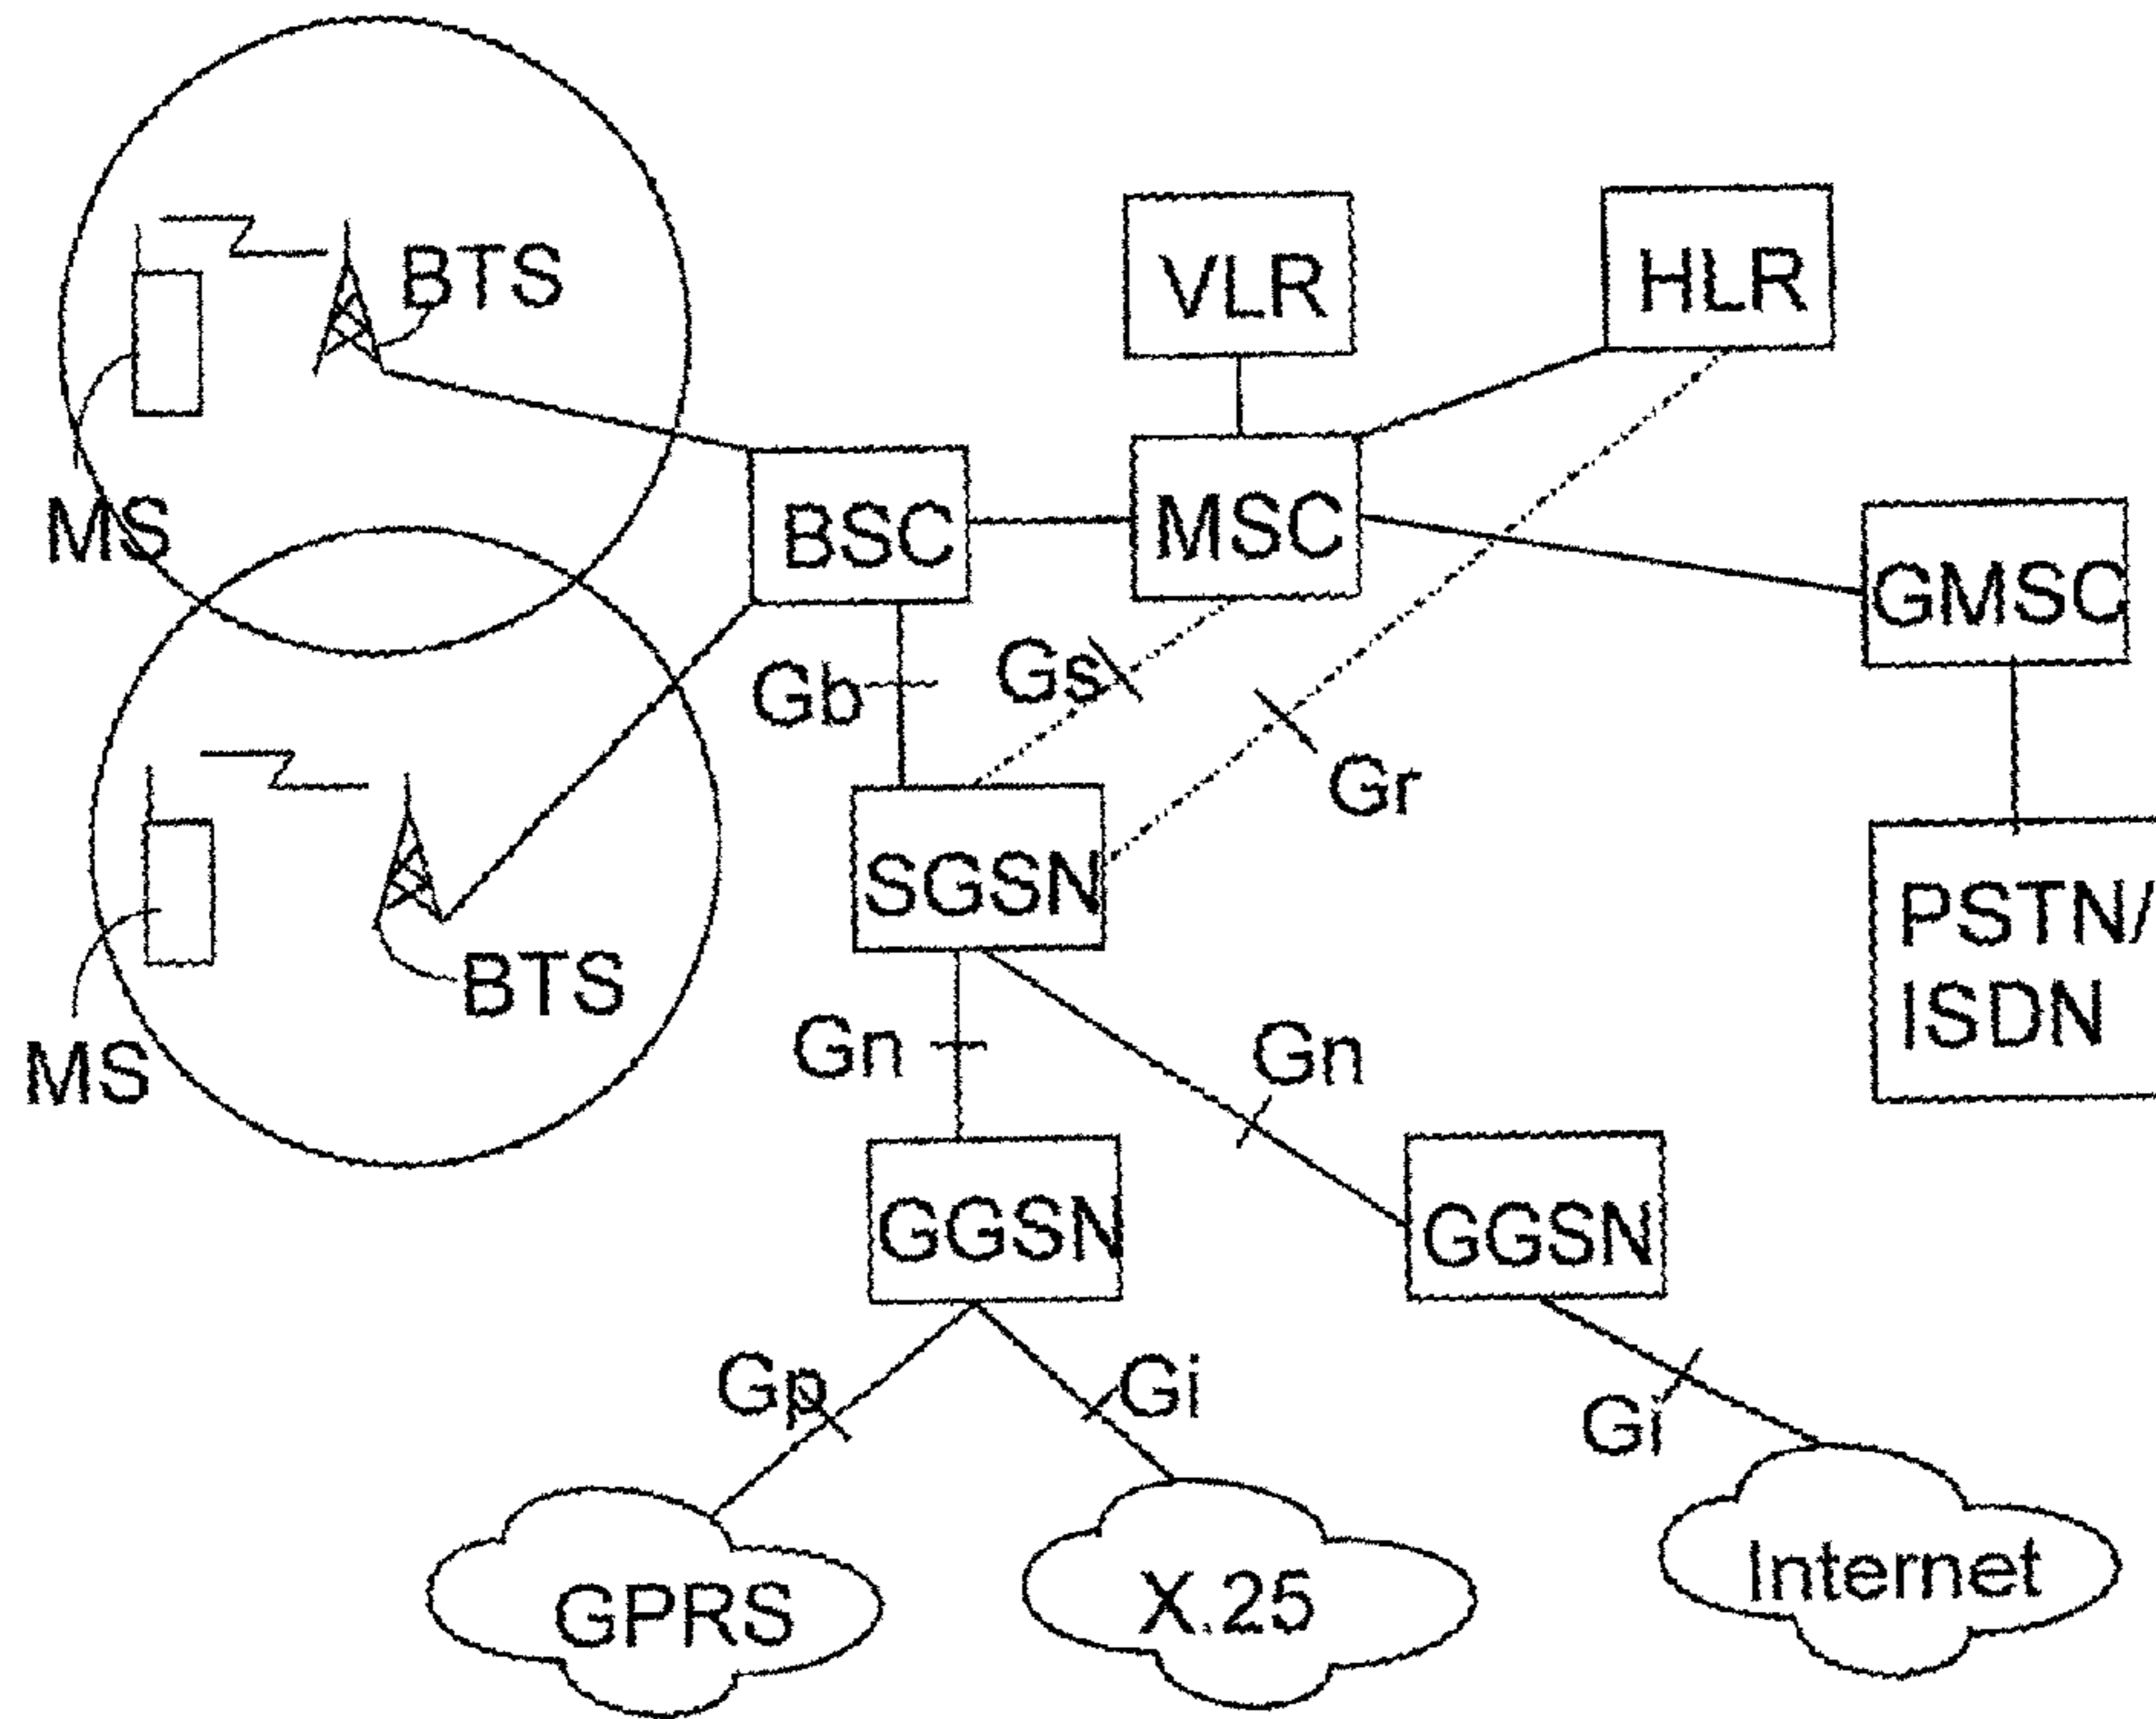 BTS
VLR
HLR
MS
BSC
MSC
GMSC
Gb
Gs
Gr
SGSN
PSTN/
ISDN
BTS
MS
Gn
Gn
GGSN
GGSN
Gp
Gi
Gi
GPRS
X.25
Internet